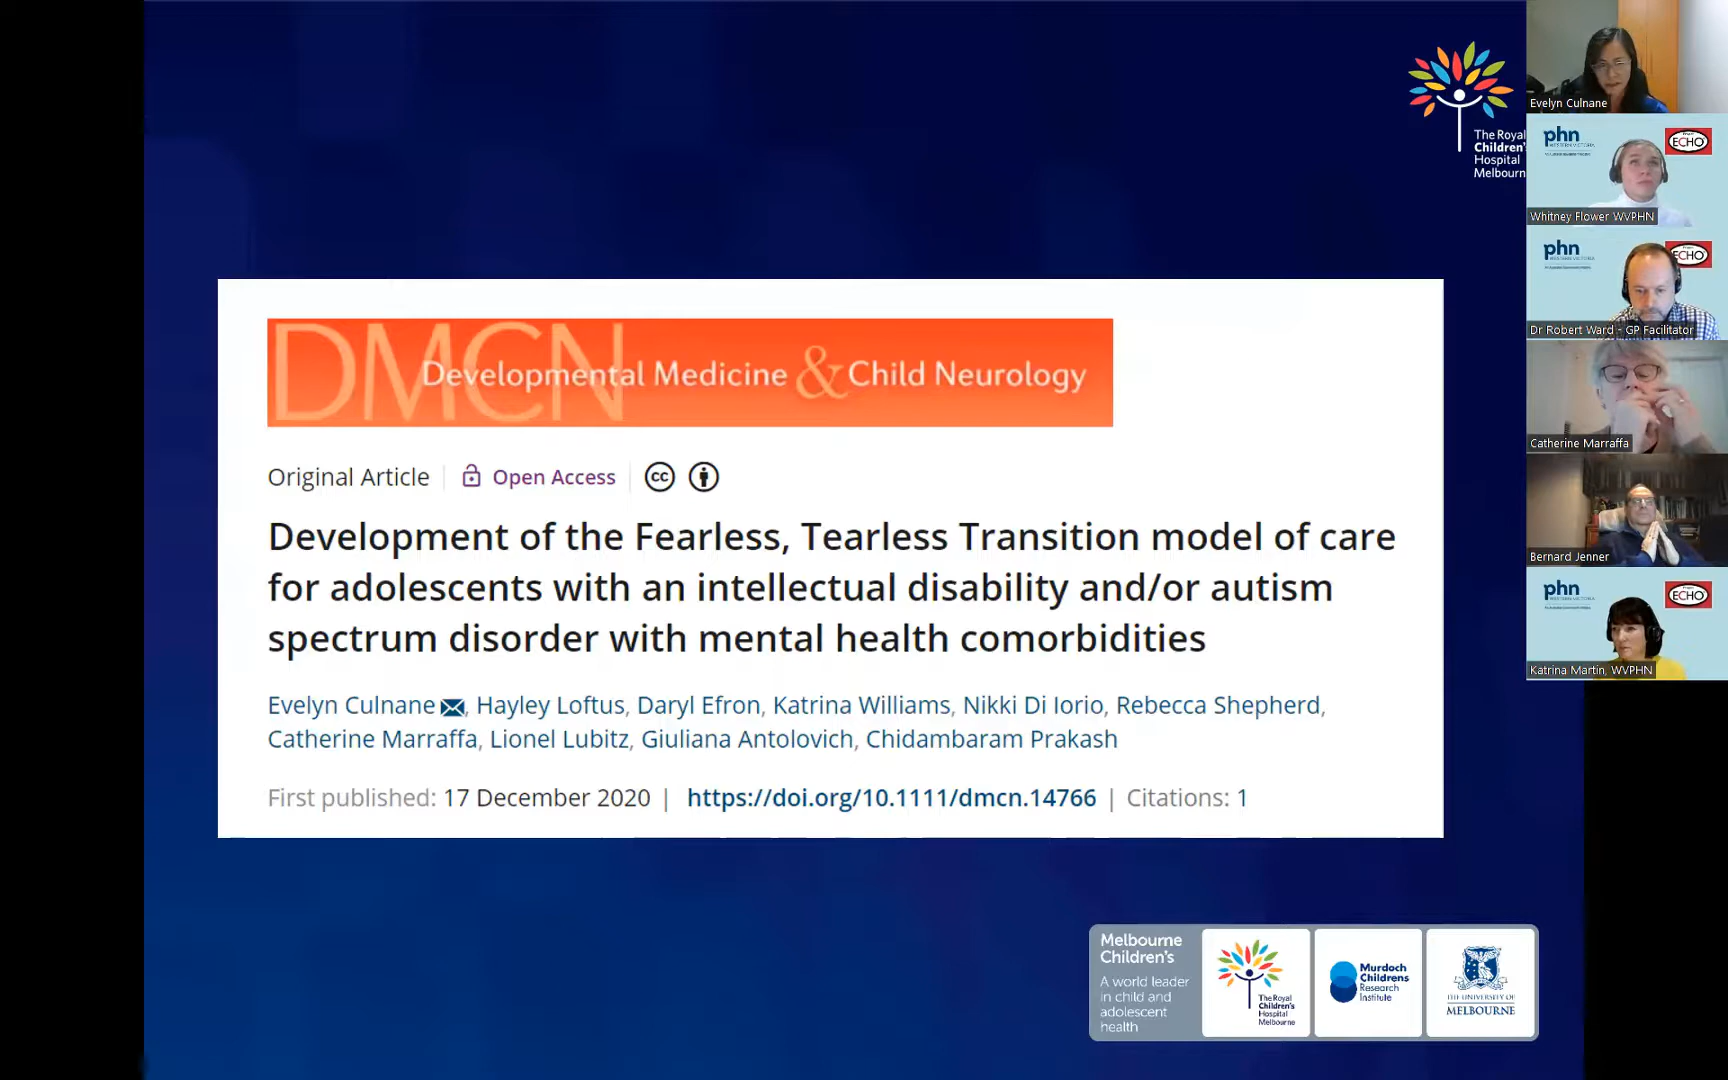 The Royal
Children's
Hospital
Melbourn
DMCN
Developmental Medicine & Child Neurology
Original Article
Open Access
cc
Development of the Fearless, Tearless Transition model of care
for adolescents with an intellectual disability and/or autism
spectrum disorder with mental health comorbidities
Evelyn Culnane, Hayley Loftus, Daryl Efron, Katrina Williams, Nikki Di Iorio, Rebecca Shepherd,
Catherine Marraffa, Lionel Lubitz, Giuliana Antolovich, Chidambaram Prakash
First published: 17 December 2020 | https://doi.org/10.1111/dmcn.14766 | Citations: 1
Melbourne
Children's
A world leader
in child and
adolescent
health
The Royal
Children's
Hospital
Melbourne
Murdoch
Childrens
Research
Institute
THE UNIVERSITY OF
MELBOURNE
Evelyn Culnane
phn
ECHO
Whitney Flower WVPHN
phn
ECHO
Dr Robert Ward - GP Facilitator
Catherine Marraffa
Bernard Jenner
phn
ECHO
Katrina Martin, WVPHN